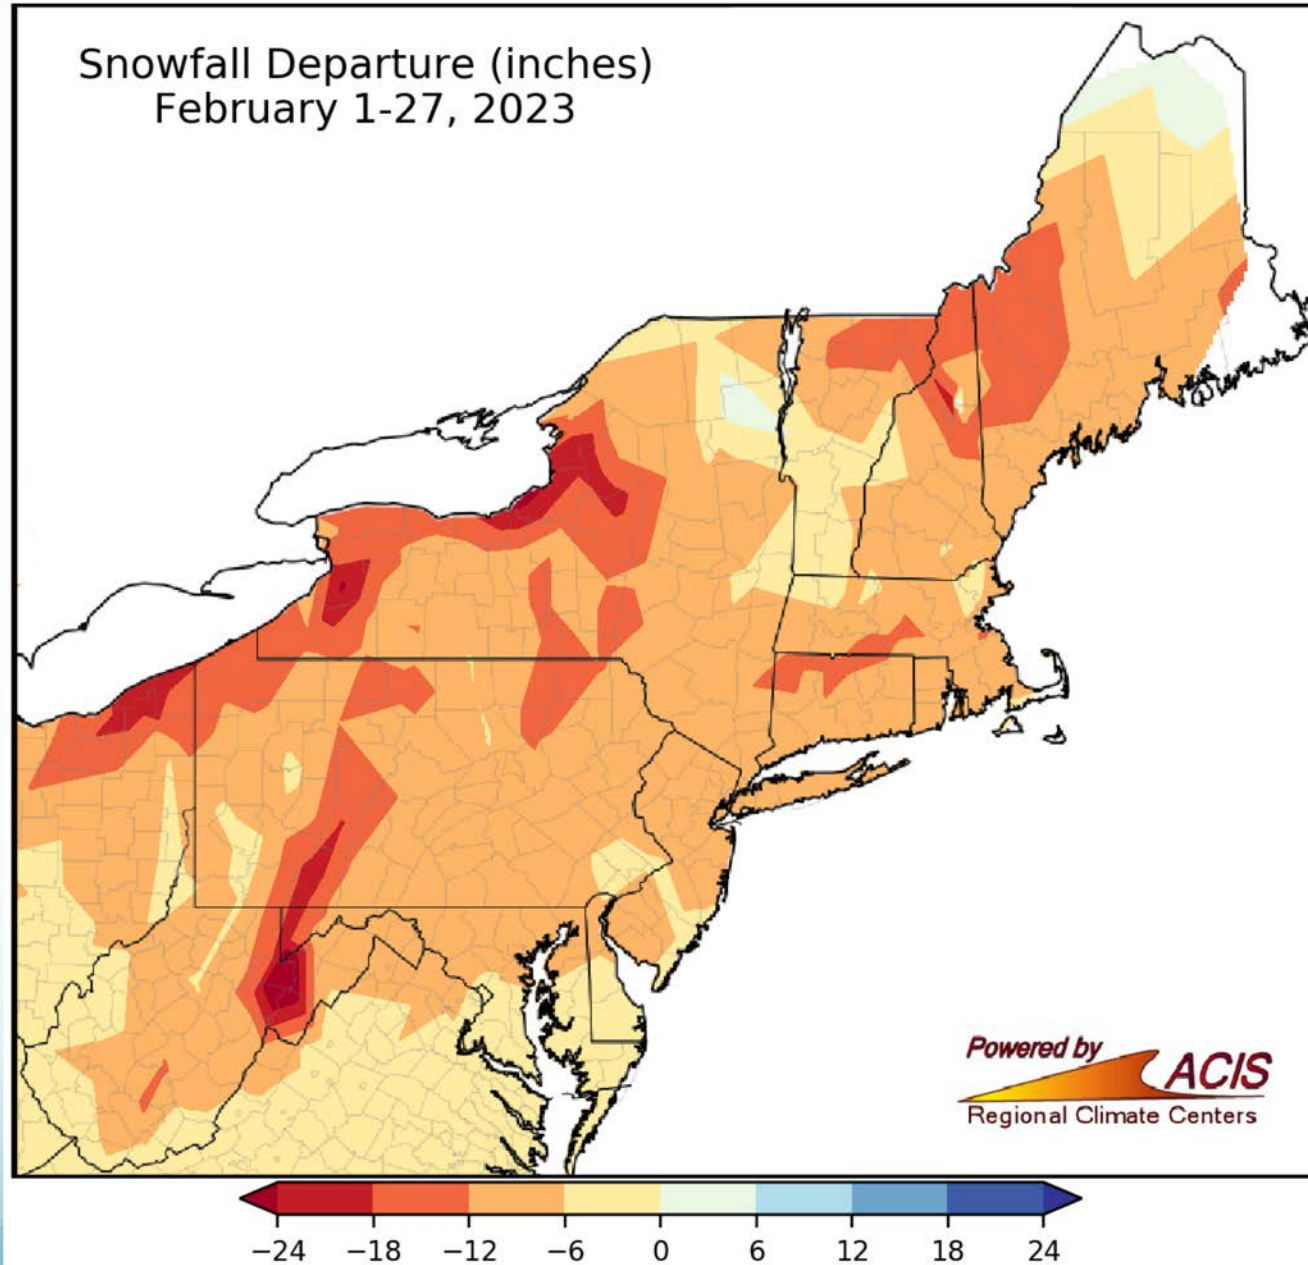 Snowfall Departure (inches)
February 1-27, 2023
Powered by
ACIS
Regional Climate Centers
−24 −18 −12 −6 0 6 12 18 24